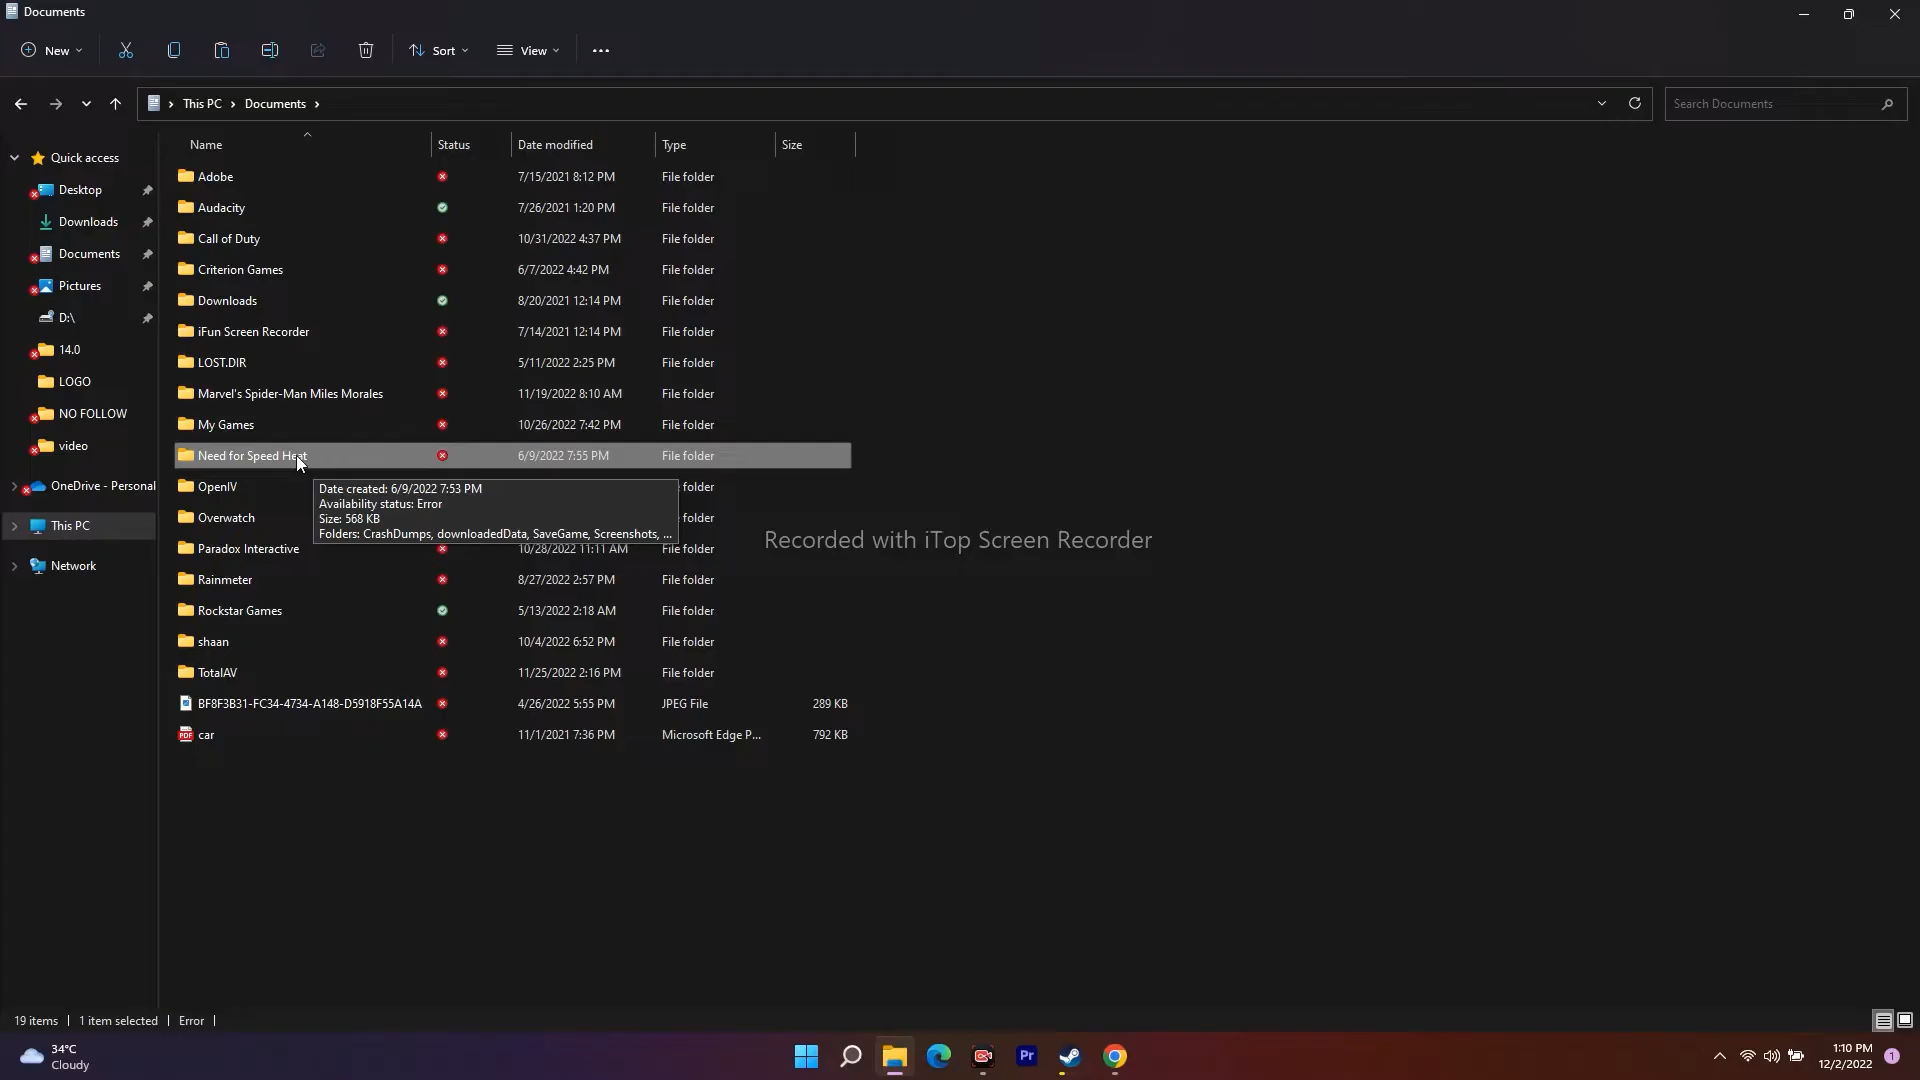 Documents
New
Sort
View
This PC
Documents
Search Documents
Name
Status
Date modified
Type
Size
Quick access
Desktop
Downloads
Documents
Pictures
D:\
14.0
LOGO
NO FOLLOW
video
OneDrive - Personal
This PC
Network
Adobe 7/15/2021 8:12 PM File folder
Audacity 7/26/2021 1:20 PM File folder
Call of Duty 10/31/2022 4:37 PM File folder
Criterion Games 6/7/2022 4:42 PM File folder
Downloads 8/20/2021 12:14 PM File folder
iFun Screen Recorder 7/14/2021 12:14 PM File folder
LOST.DIR 5/11/2022 2:25 PM File folder
Marvel's Spider-Man Miles Morales 11/19/2022 8:10 AM File folder
My Games 10/26/2022 7:42 PM File folder
Need for Speed Heat 6/9/2022 7:55 PM File folder
OpenIV folder
Overwatch folder
Date created: 6/9/2022 7:53 PM
Availability status: Error
Size: 568 KB
Folders: CrashDumps, downloadedData, SaveGame, Screenshots, ...
Paradox Interactive 10/28/2022 11:11 AM File folder
Rainmeter 8/27/2022 2:57 PM File folder
Rockstar Games 5/13/2022 2:18 AM File folder
shaan 10/4/2022 6:52 PM File folder
TotalAV 11/25/2022 2:16 PM File folder
BF8F3B31-FC34-4734-A148-D5918F55A14A 4/26/2022 5:55 PM JPEG File 289 KB
PDF car 11/1/2021 7:36 PM Microsoft Edge P... 792 KB
Recorded with iTop Screen Recorder
19 items
1 item selected
Error
34°C
Cloudy
Pr
1:10 PM
12/2/2022
1